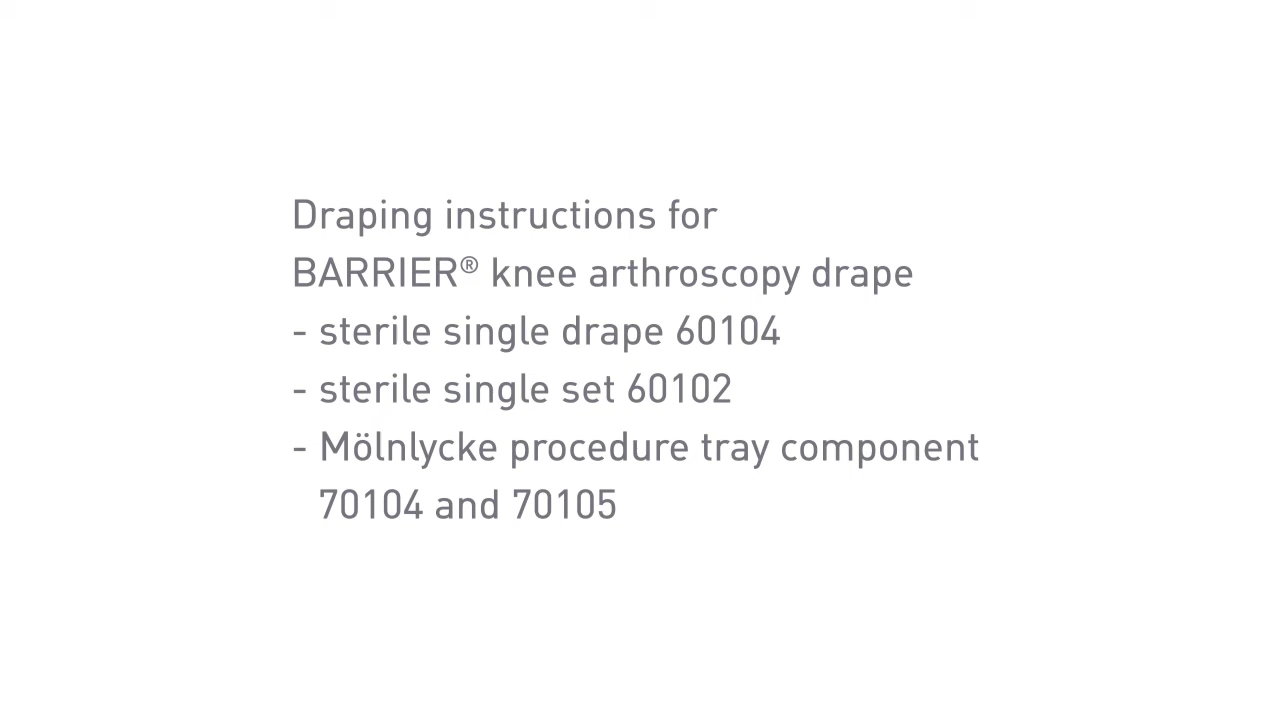 Draping instructions for
BARRIER® knee arthroscopy drape
- sterile single drape 60104
- sterile single set 60102
- Mölnlycke procedure tray component
70104 and 70105